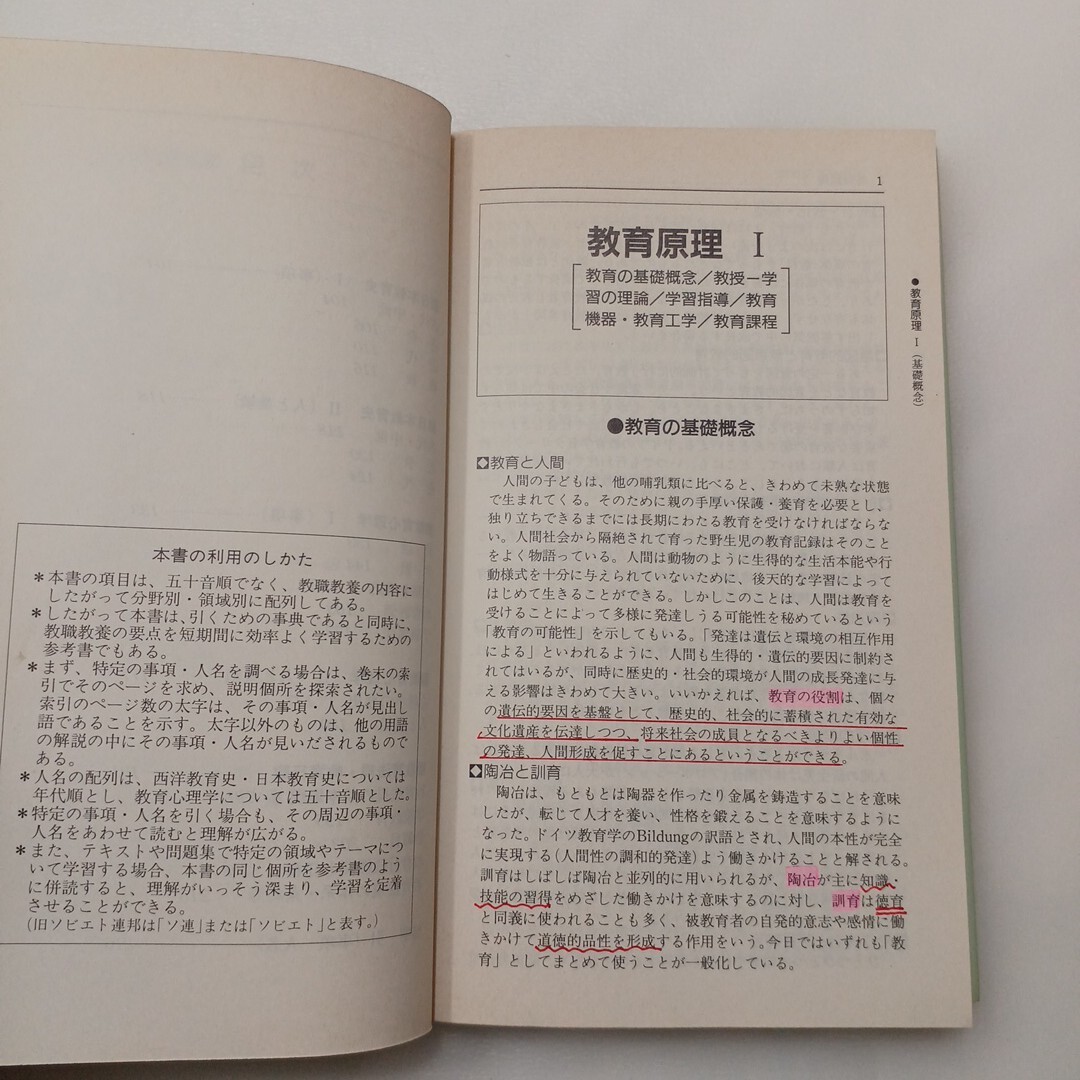 本書の利用のしかた
*本書の項目は、五十音順でなく、教職教養の内容に
したがって分野別・領域別に配列してある。
*したがって本書は、引くための事典であると同時に、
教職教養の要点を短期間に効率よく学習するための
参考書でもある。
*まず、特定の事項・人名を調べる場合は、巻末の索
引でそのページを求め、説明個所を探索されたい。
索引のページ数の太字は、その事項・人名が見出し
語であることを示す。太字以外のものは、他の用語
の解説の中にその事項・人名が見いだされるもので
ある。
*人名の配列は、西洋教育史・日本教育史については
年代順とし、教育心理学については五十音順とした。
*特定の事項・人名を引く場合も、その周辺の事項・
人名をあわせて読むと理解が広がる。
*また、テキストや問題集で特定の領域やテーマにつ
いて学習する場合、本書の同じ個所を参考書のよう
に併読すると、理解がいっそう深まり、学習を定着
させることができる。
(旧ソビエト連邦は「ソ連」または「ソビエト」と表す。)
1
教育原理 Ⅰ
教育の基礎概念/教授ー学
習の理論/学習指導/教育
機器・教育工学/教育課程
●教育原理Ⅰ(基礎概念)
●教育の基礎概念
◆教育と人間
人間の子どもは、他の哺乳類に比べると、きわめて未熟な状態
で生まれてくる。そのために親の手厚い保護・養育を必要とし、
独り立ちできるまでには長期にわたる教育を受けなければならな
い。人間社会から隔絶されて育った野生児の教育記録はそのこと
をよく物語っている。人間は動物のように生得的な生活本能や行
動様式を十分に与えられていないために、後天的な学習によって
はじめて生きることができる。しかしこのことは、人間は教育を
受けることによって多様に発達しうる可能性を秘めているという
「教育の可能性」を示してもいる。「発達は遺伝と環境の相互作用
による」といわれるように、人間も生得的・遺伝的要因に制約さ
れてはいるが、同時に歴史的・社会的環境が人間の成長発達に与
える影響はきわめて大きい。いいかえれば、教育の役割は、個々
の遺伝的要因を基盤として、歴史的、社会的に蓄積された有効な
文化遺産を伝達しつつ、将来社会の成員となるべきよりよい個性
の発達、人間形成を促すことにあるということができる。
◆陶冶と訓育
陶冶は、もともとは陶器を作ったり金属を鋳造することを意味
したが、転じて人才を養い、性格を鍛えることを意味するように
になった。ドイツ教育学のBildungの訳語とされ、人間の本性が完全
に実現する(人間性の調和的発達)よう働きかけることと解される。
訓育はしばしば陶冶と並列的に用いられるが、陶冶が主に知識・
技能の習得をめざした働きかけを意味するのに対し、訓育は徳育
と同義に使われることも多く、被教育者の自発的意志や感情に働
きかけて道徳的品性を形成する作用をいう。今日ではいずれも「教
育」としてまとめて使うことが一般化している。